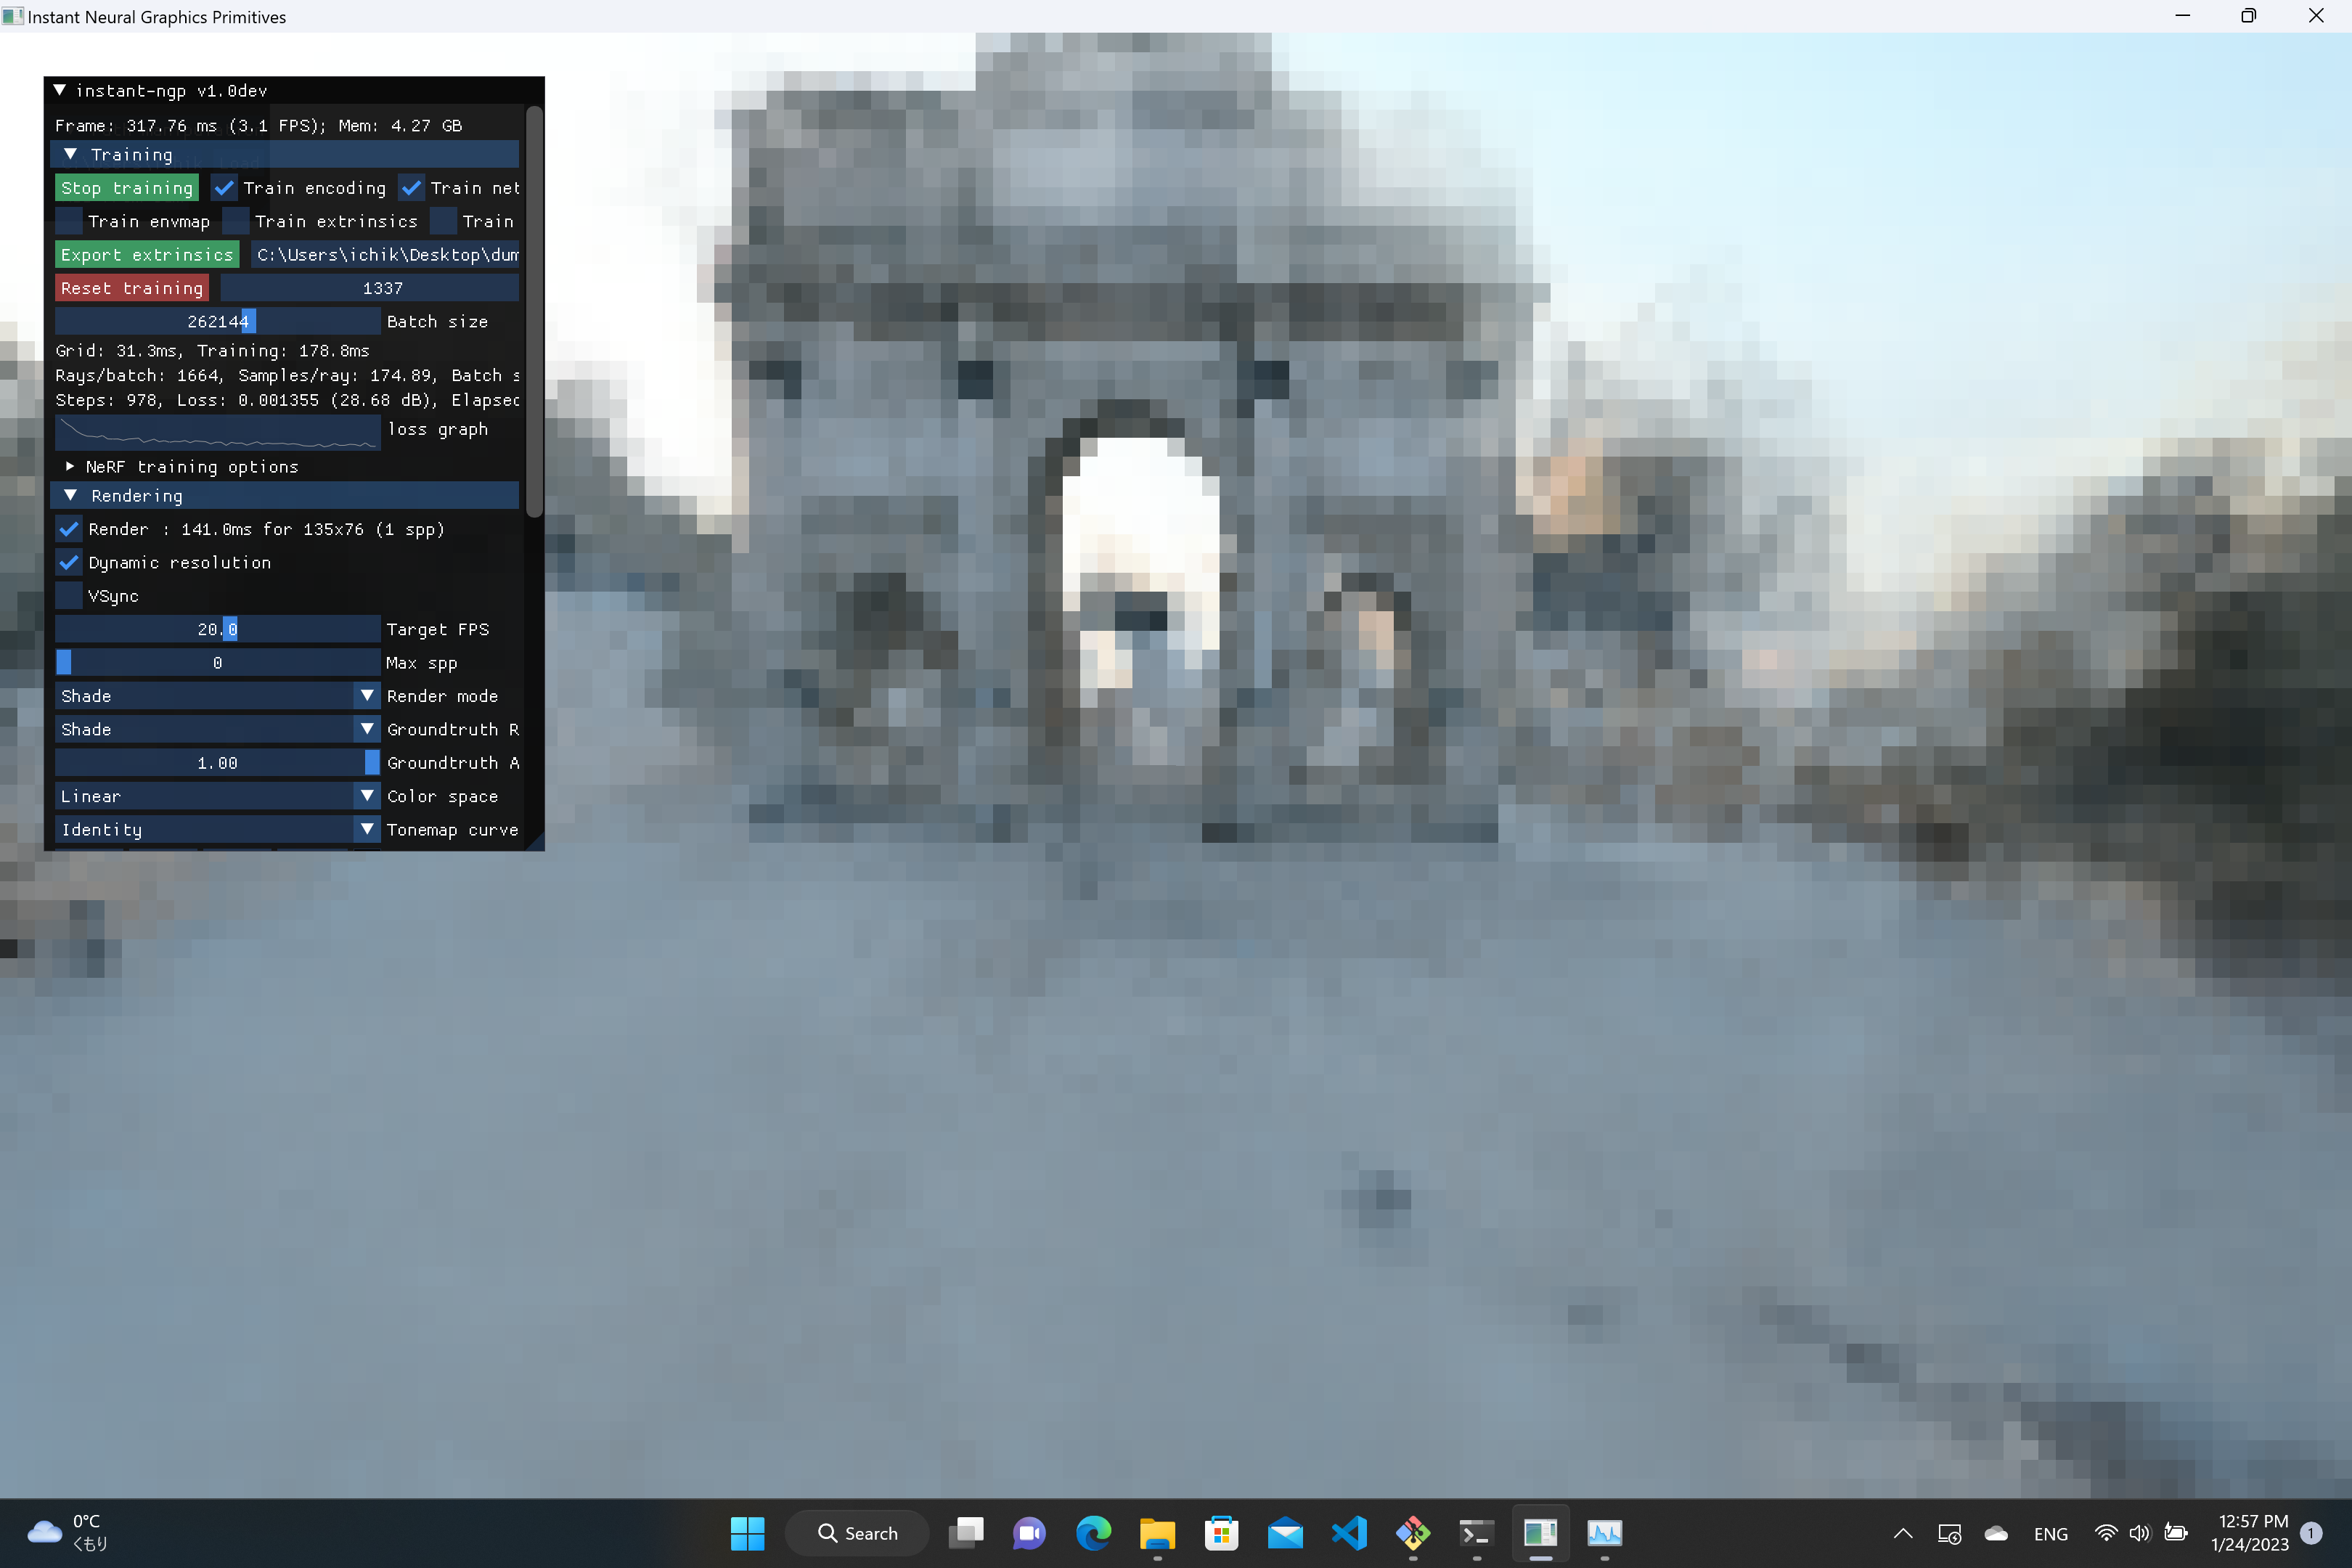 Instant Neural Graphics Primitives
instant-ngp v1.0dev
Frame: 317.76 ms (3.1 FPS); Mem: 4.27 GB
Training
Stop training Train encoding Train net
Train envmap Train extrinsics Train
Export extrinsics C:\Users\ichik\Desktop\dum
Reset training 1337
262144 Batch size
Grid: 31.3ms, Training: 178.8ms
Rays/batch: 1664, Samples/ray: 174.89, Batch s
Steps: 978, Loss: 0.001355 (28.68 dB), Elapsed
loss graph
NeRF training options
Rendering
Render : 141.0ms for 135x76 (1 spp)
Dynamic resolution
VSync
20.0 Target FPS
0 Max spp
Shade Render mode
Shade Groundtruth R
1.00 Groundtruth A
Linear Color space
Identity Tonemap curve
0°C
くもり
Search
ENG
12:57 PM
1/24/2023
1